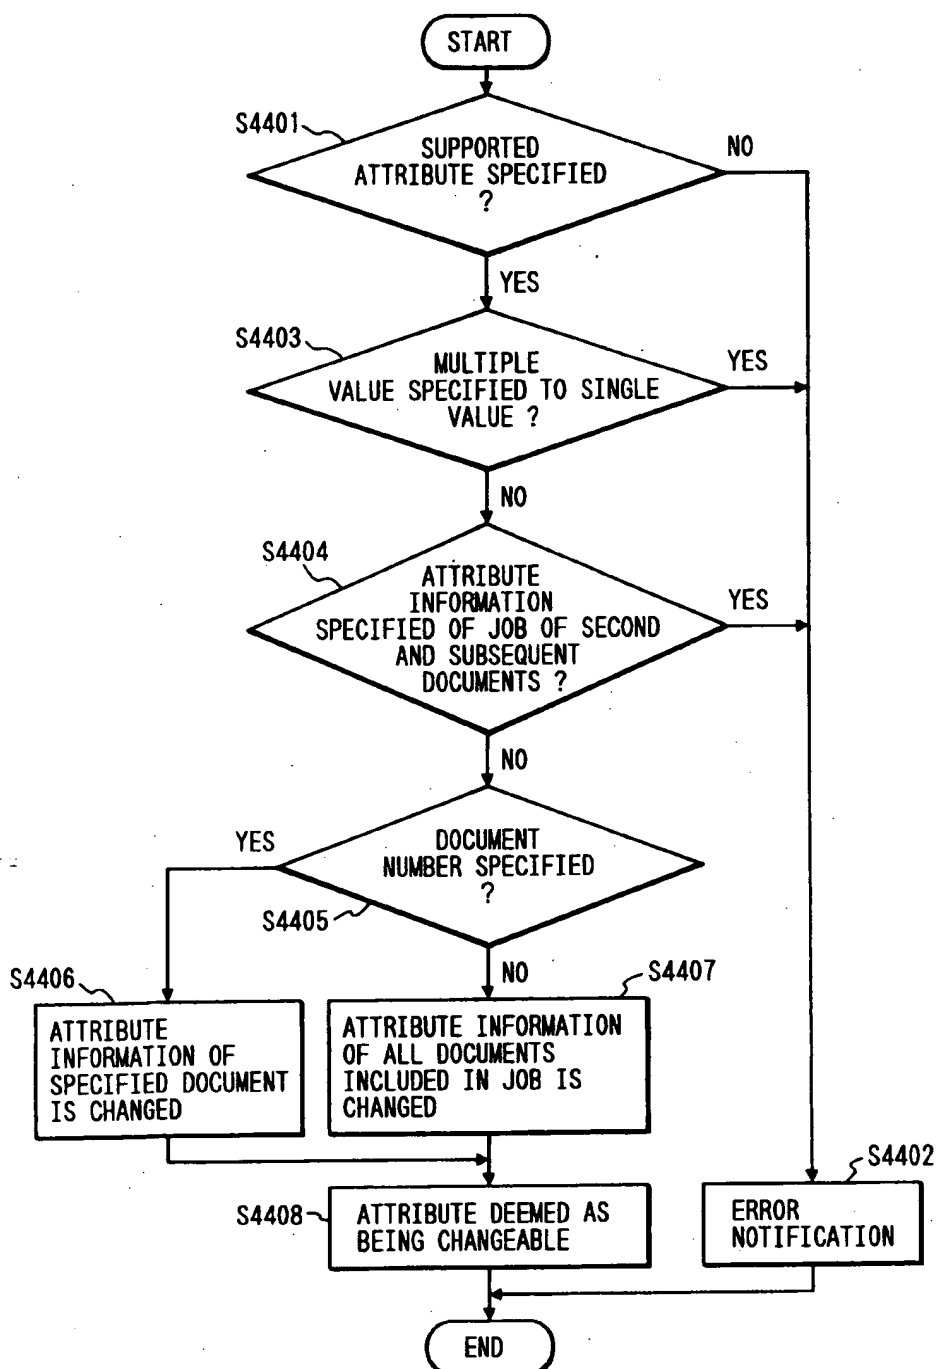 START
S4401
SUPPORTED
ATTRIBUTE SPECIFIED
?
NO
YES
S4403
MULTIPLE
VALUE SPECIFIED TO SINGLE
VALUE ?
YES
NO
S4404
ATTRIBUTE
INFORMATION
SPECIFIED OF JOB OF SECOND
AND SUBSEQUENT
DOCUMENTS ?
YES
NO
YES
DOCUMENT
NUMBER SPECIFIED
?
S4405
NO
S4406
ATTRIBUTE
INFORMATION OF
SPECIFIED DOCUMENT
IS CHANGED
S4407
ATTRIBUTE INFORMATION
OF ALL DOCUMENTS
INCLUDED IN JOB IS
CHANGED
S4408
ATTRIBUTE DEEMED AS
BEING CHANGEABLE
S4402
ERROR
NOTIFICATION
END